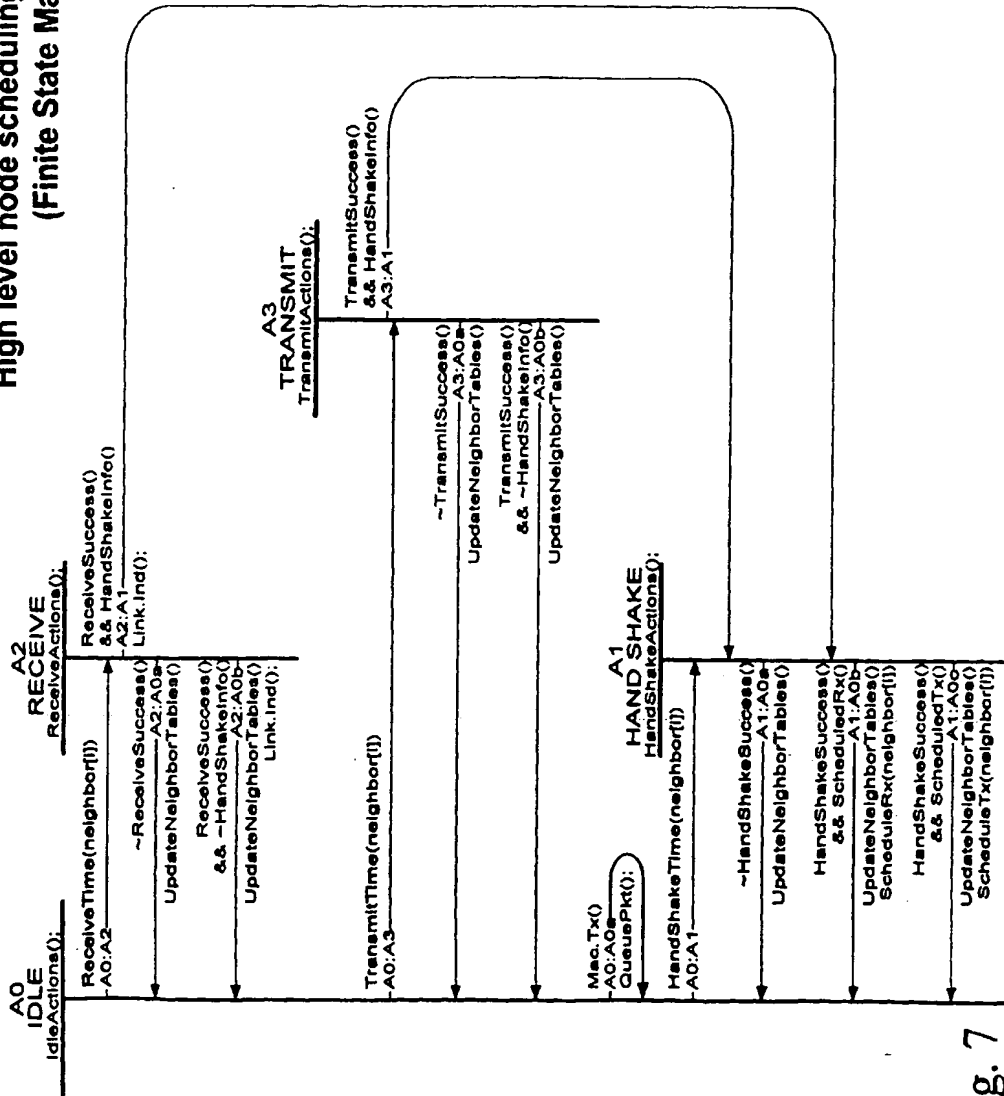 High level node scheduling
(Finite State Ma
A0
IDLE
IdleActions();
A2
RECEIVE
ReceiveActions();
ReceiveTime(neighbor[i])
A0:A2
ReceiveSuccess()
&& HandShakeInfo()
A2:A1
Link.Ind();
~ReceiveSuccess()
A2:A0a
UpdateNeighborTables()
ReceiveSuccess()
&& ~HandShakeInfo()
A2:A0b
UpdateNeighborTables()
Link.Ind();
A3
TRANSMIT
TransmitActions();
TransmitTime(neighbor[i])
A0:A3
TransmitSuccess()
&& HandShakeInfo()
A3:A1
~TransmitSuccess()
A3:A0a
UpdateNeighborTables()
TransmitSuccess()
&& ~HandShakeInfo()
A3:A0b
UpdateNeighborTables()
Mac.Tx()
A0:A0a
QueuePkt();
A1
HAND SHAKE
HandShakeActions();
HandShakeTime(neighbor[i])
A0:A1
~HandShakeSuccess()
A1:A0a
UpdateNeighborTables()
HandShakeSuccess()
&& ScheduledRx()
A1:A0b
UpdateNeighborTables()
ScheduleRx(neighbor[i])
HandShakeSuccess()
&& ScheduledTx()
A1:A0c
UpdateNeighborTables()
ScheduleTx(neighbor[i])
g. 7